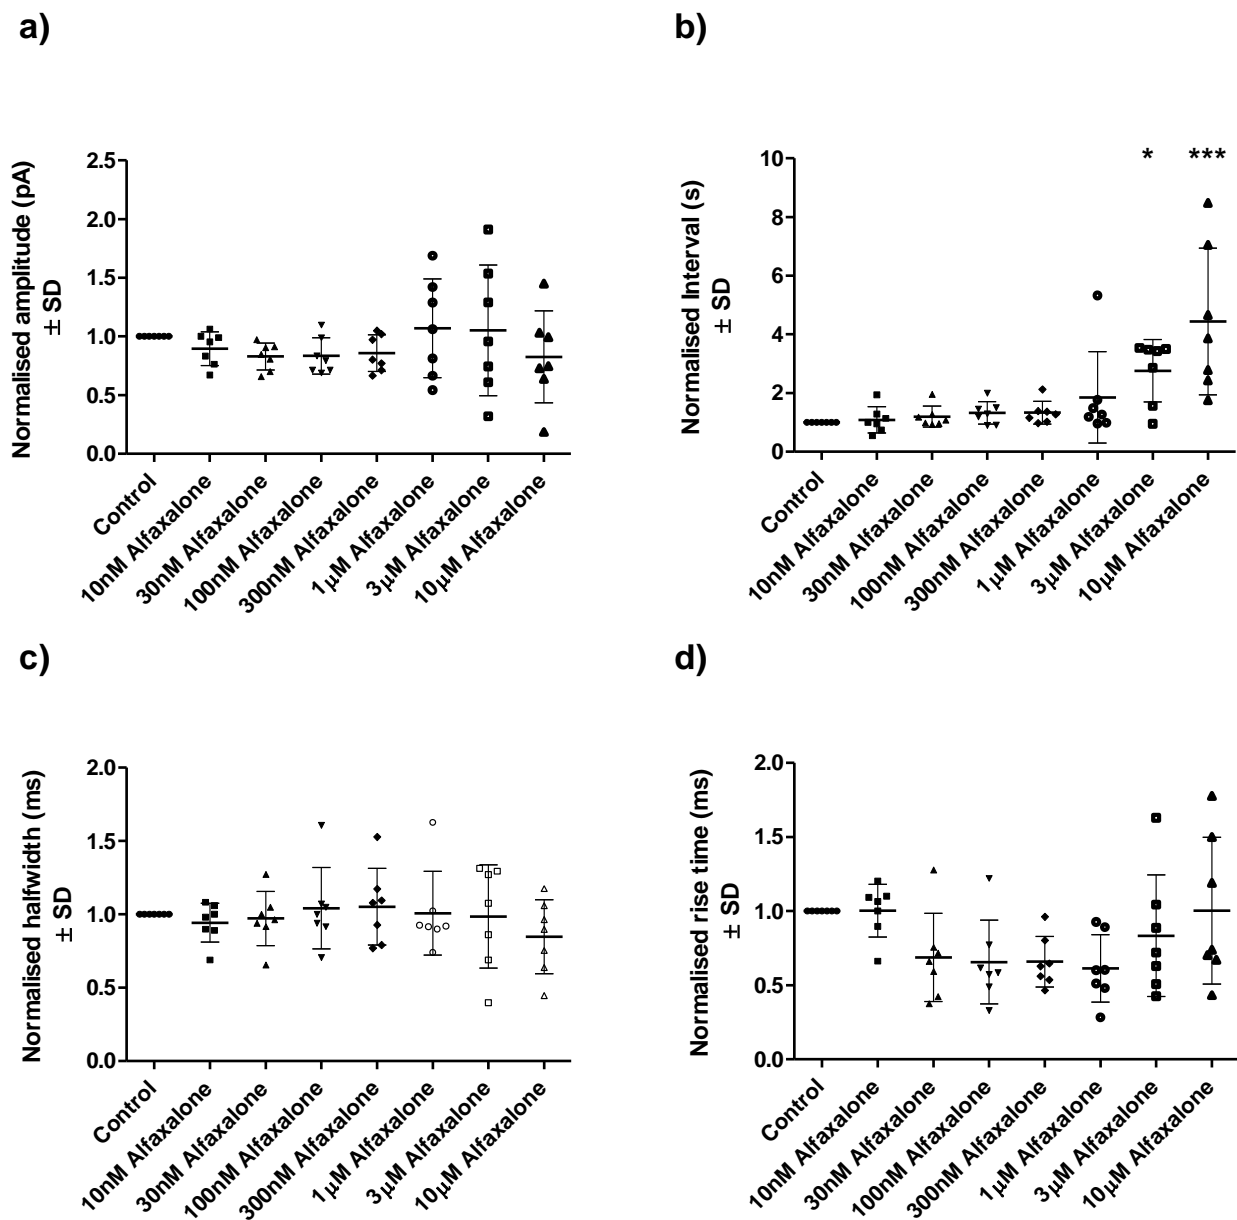 a)
Normalised amplitude (pA)
± SD
2.5
2.0
1.5
1.0
0.5
0.0
Control
10nM Alfaxalone
30nM Alfaxalone
100nM Alfaxalone
300nM Alfaxalone
1μM Alfaxalone
3μM Alfaxalone
10μM Alfaxalone
b)
Normalised Interval (s)
± SD
10
8
6
4
2
0
*
***
Control
10nM Alfaxalone
30nM Alfaxalone
100nM Alfaxalone
300nM Alfaxalone
1μM Alfaxalone
3μM Alfaxalone
10μM Alfaxalone
c)
Normalised halfwidth (ms)
± SD
2.0
1.5
1.0
0.5
0.0
Control
10nM Alfaxalone
30nM Alfaxalone
100nM Alfaxalone
300nM Alfaxalone
1μM Alfaxalone
3μM Alfaxalone
10μM Alfaxalone
d)
Normalised rise time (ms)
± SD
2.0
1.5
1.0
0.5
0.0
Control
10nM Alfaxalone
30nM Alfaxalone
100nM Alfaxalone
300nM Alfaxalone
1μM Alfaxalone
3μM Alfaxalone
10μM Alfaxalone